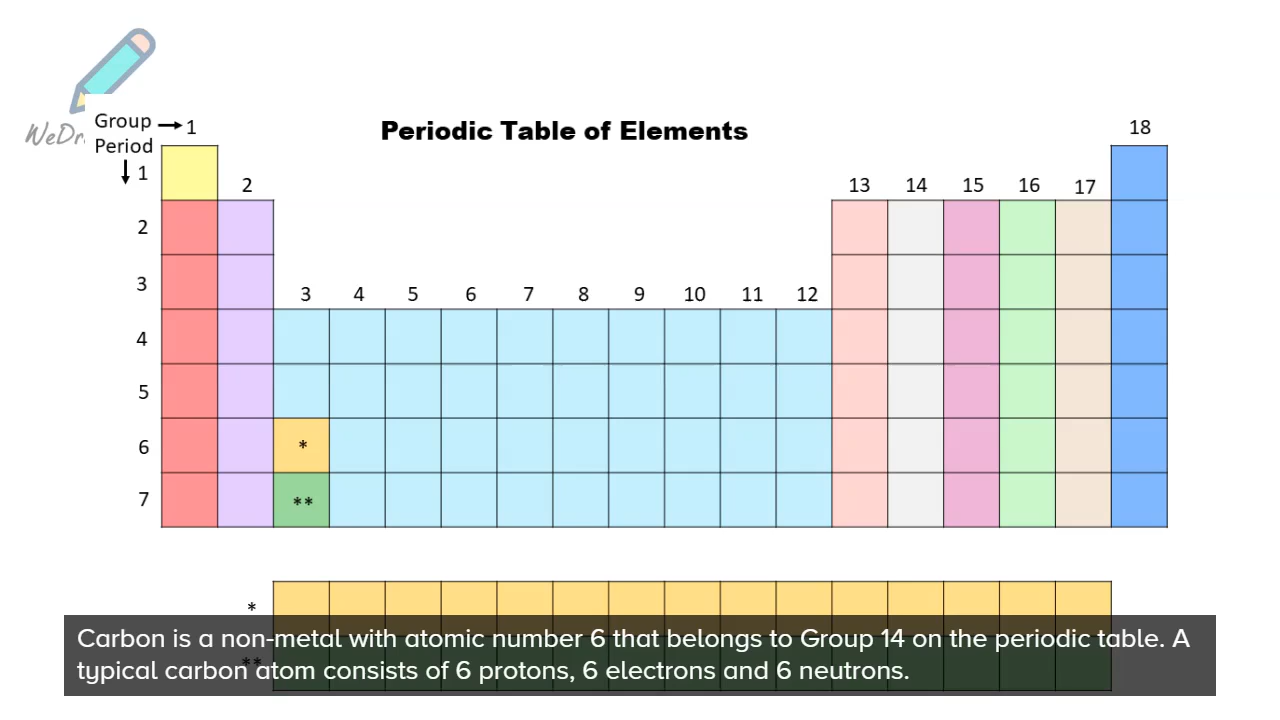 WeDr
Group → 1
Periodic Table of Elements
18
Period
↓ 1
2
13 14 15 16 17
2
3
3 4 5 6 7 8 9 10 11 12
4
5
6 *
7 **
*
**
Carbon is a non-metal with atomic number 6 that belongs to Group 14 on the periodic table. A
typical carbon atom consists of 6 protons, 6 electrons and 6 neutrons.